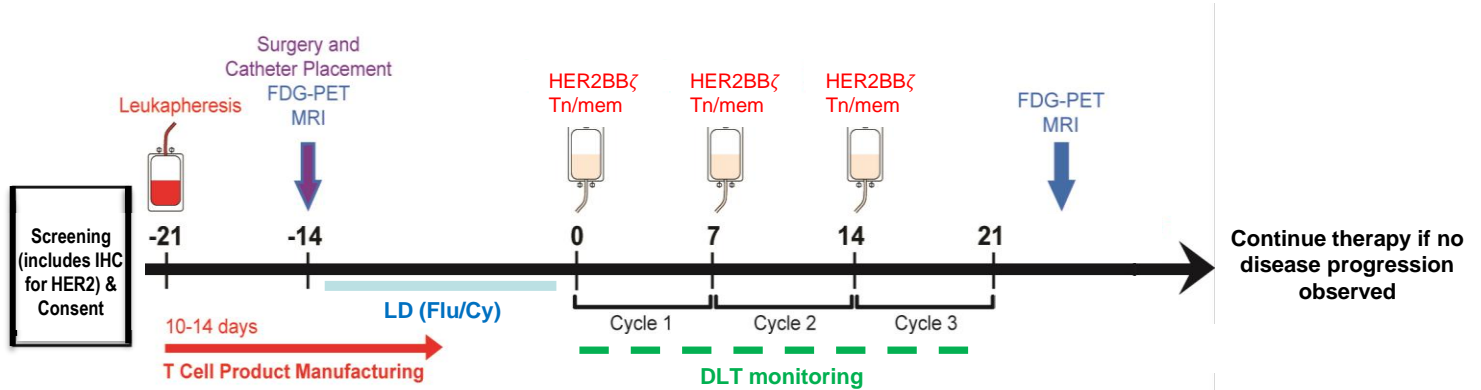 Screening
(includes IHC
for HER2) &
Consent
Leukapheresis
Surgery and
Catheter Placement
FDG-PET
MRI
HER2BBζ
Tn/mem
HER2BBζ
Tn/mem
HER2BBζ
Tn/mem
FDG-PET
MRI
-21
-14
0
7
14
21
Continue therapy if no
disease progression
observed
LD (Flu/Cy)
Cycle 1
Cycle 2
Cycle 3
10-14 days
T Cell Product Manufacturing
DLT monitoring